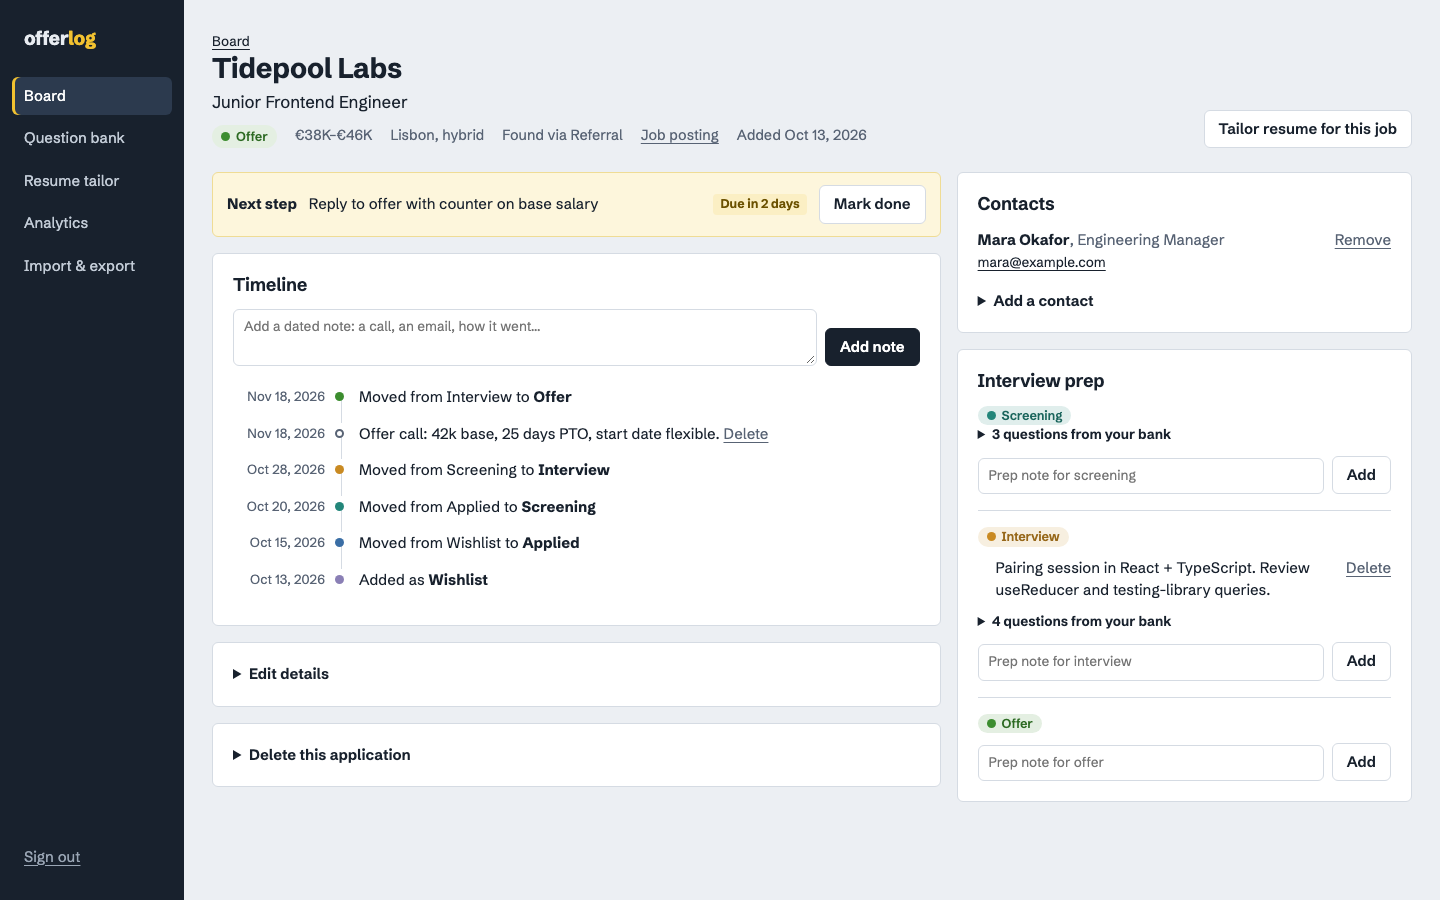 offerlog
Board
Question bank
Resume tailor
Analytics
Import & export
Sign out
Board
Tidepool Labs
Junior Frontend Engineer
Offer €38K–€46K Lisbon, hybrid Found via Referral Job posting Added Oct 13, 2026
Tailor resume for this job
Next step Reply to offer with counter on base salary Due in 2 days Mark done
Timeline
Add a dated note: a call, an email, how it went...
Add note
Nov 18, 2026 Moved from Interview to Offer
Nov 18, 2026 Offer call: 42k base, 25 days PTO, start date flexible. Delete
Oct 28, 2026 Moved from Screening to Interview
Oct 20, 2026 Moved from Applied to Screening
Oct 15, 2026 Moved from Wishlist to Applied
Oct 13, 2026 Added as Wishlist
Edit details
Delete this application
Contacts
Mara Okafor, Engineering Manager Remove
mara@example.com
Add a contact
Interview prep
Screening
3 questions from your bank
Prep note for screening Add
Interview
Pairing session in React + TypeScript. Review Delete
useReducer and testing-library queries.
4 questions from your bank
Prep note for interview Add
Offer
Prep note for offer Add